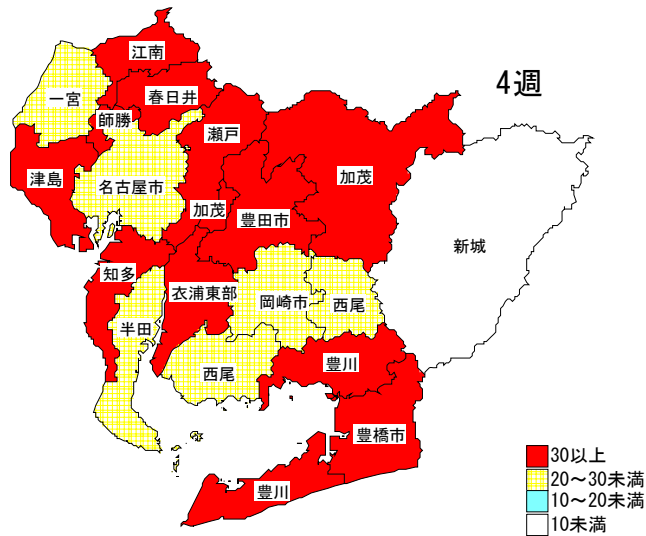 江南
4週
一宮
春日井
師勝
瀬戸
津島
名古屋市
加茂
加茂
豊田市
新城
知多
衣浦東部
岡崎市
西尾
半田
西尾
豊川
豊橋市
豊川
30以上
20～30未満
10～20未満
10未満